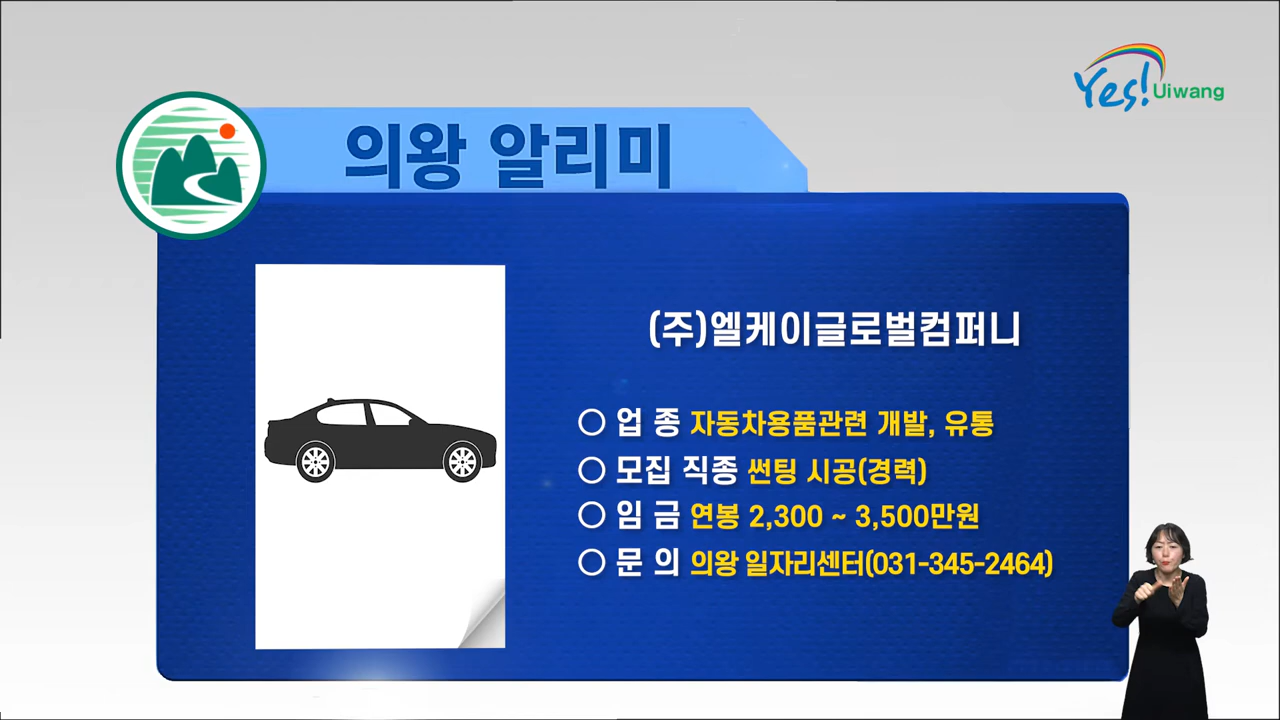 Yes! Uiwang
의왕 알리미
(주)엘케이글로벌컴퍼니
○ 업 종 자동차용품관련 개발, 유통
○ 모집 직종 썬팅 시공(경력)
○ 임 금 연봉 2,300 ~ 3,500만원
○ 문 의 의왕 일자리센터(031-345-2464)